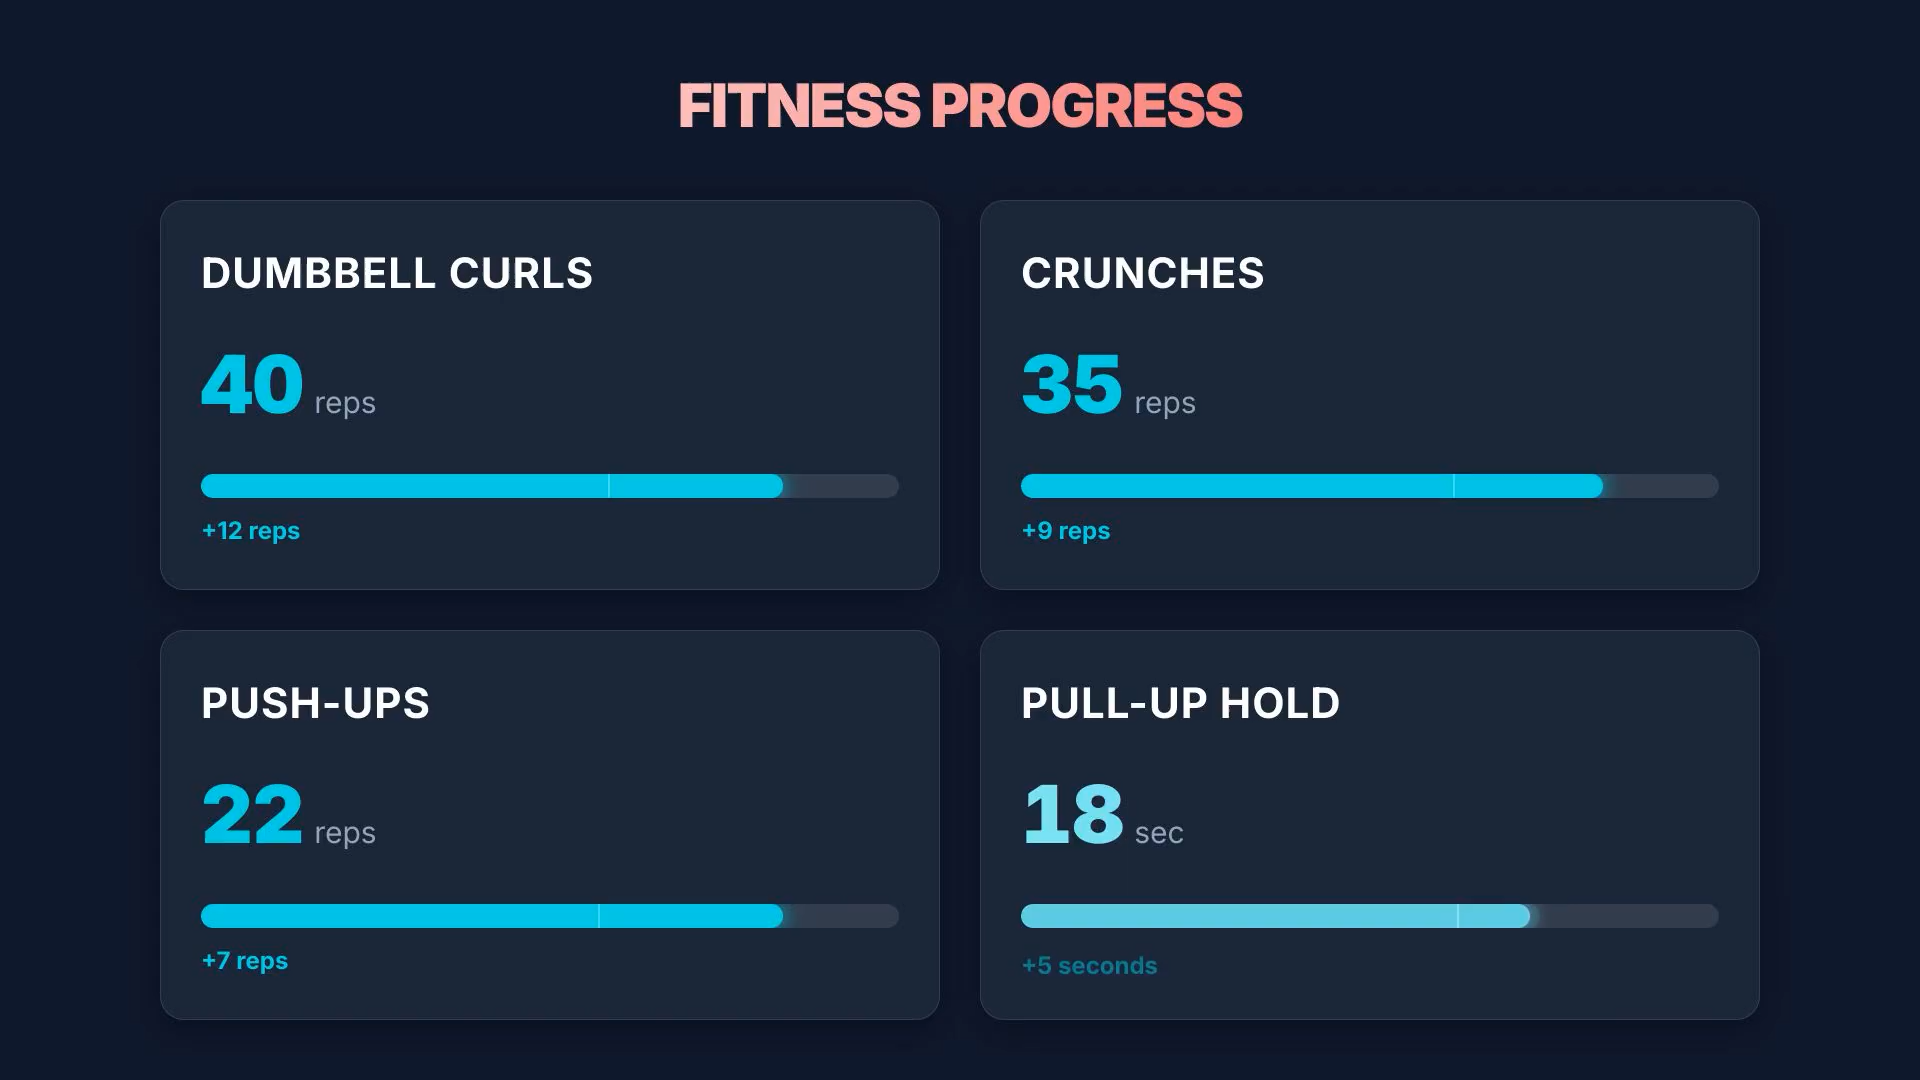 FITNESS PROGRESS
DUMBBELL CURLS
40 reps
+12 reps
CRUNCHES
35 reps
+9 reps
PUSH-UPS
22 reps
+7 reps
PULL-UP HOLD
18 sec
+5 seconds